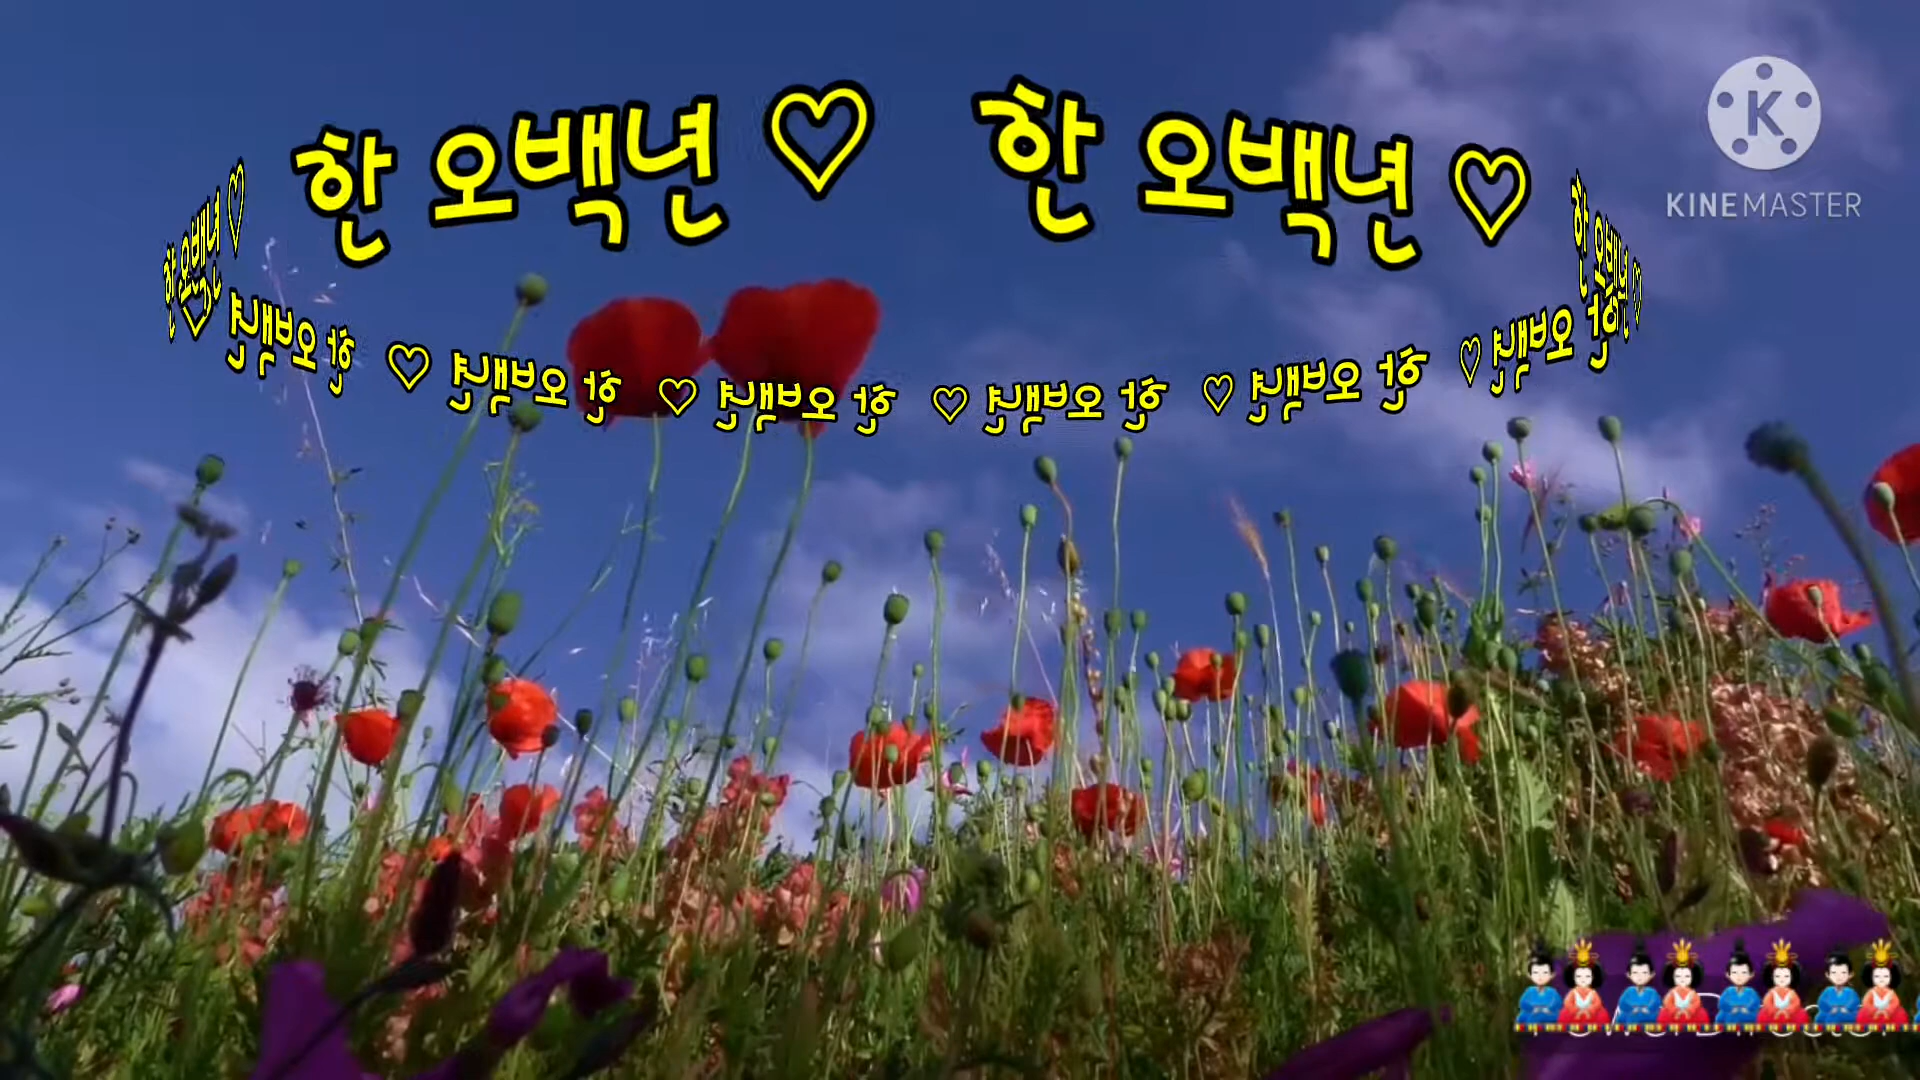 한 오백년 ♡ 한 오백년 ♡
한 오백년 ♡
한 오백년 ♡
한 오백년 ♡ 한 오백년 ♡ 한 오백년 ♡ 한 오백년 ♡ 한 오백년 ♡ 한 오백년 ♡
K
KINEMASTER